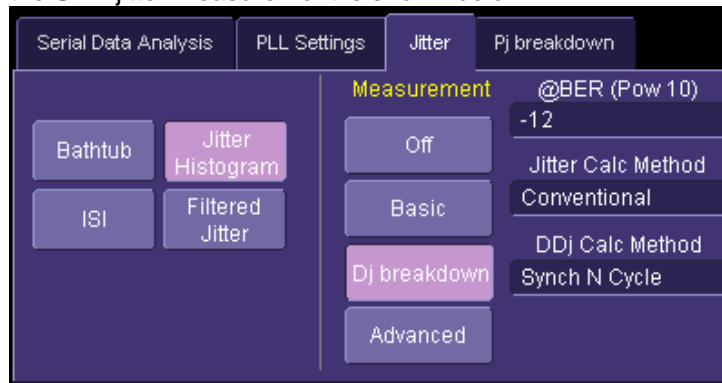 Serial Data Analysis
PLL Settings
Jitter
Pj breakdown
Bathtub
Jitter
Histogram
ISI
Filtered
Jitter
Measurement
Off
Basic
Dj breakdown
Advanced
@BER (Pow 10)
-12
Jitter Calc Method
Conventional
DDj Calc Method
Synch N Cycle